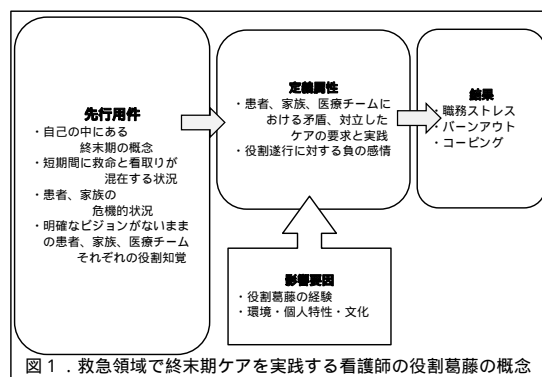 先行用件
・自己の中にある
終末期の概念
・短期間に救命と看取りが
混在する状況
・患者、家族の
危機的状況
・明確なビジョンがないまま
の患者、家族、医療チーム
それぞれの役割知覚
定義属性
・患者、家族、医療チームに
おける矛盾、対立した
ケアの要求と実践
・役割遂行に対する負の感情
結果
・職務ストレス
・バーンアウト
・コーピング
影響要因
・役割葛藤の経験
・環境・個人特性・文化
図1．救急領域で終末期ケアを実践する看護師の役割葛藤の概念